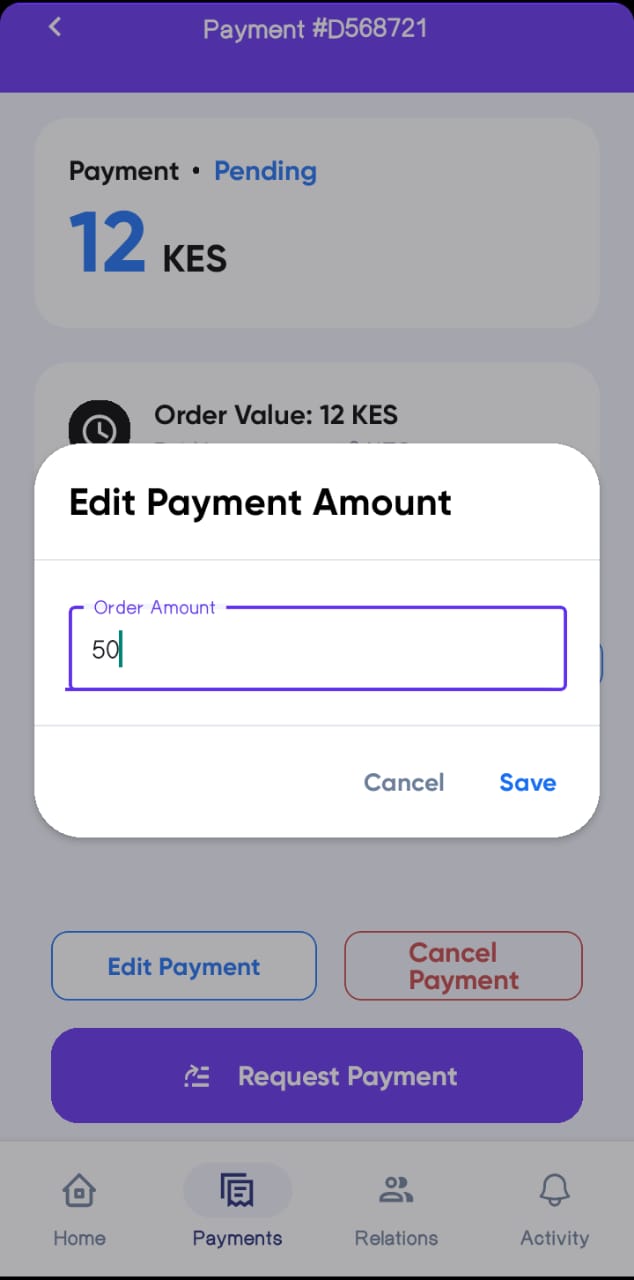 Payment #D568721
Payment • Pending
12 KES
Order Value: 12 KES
Edit Payment Amount
Order Amount
50
Cancel
Save
Edit Payment
Cancel
Payment
Request Payment
Home
Payments
Relations
Activity